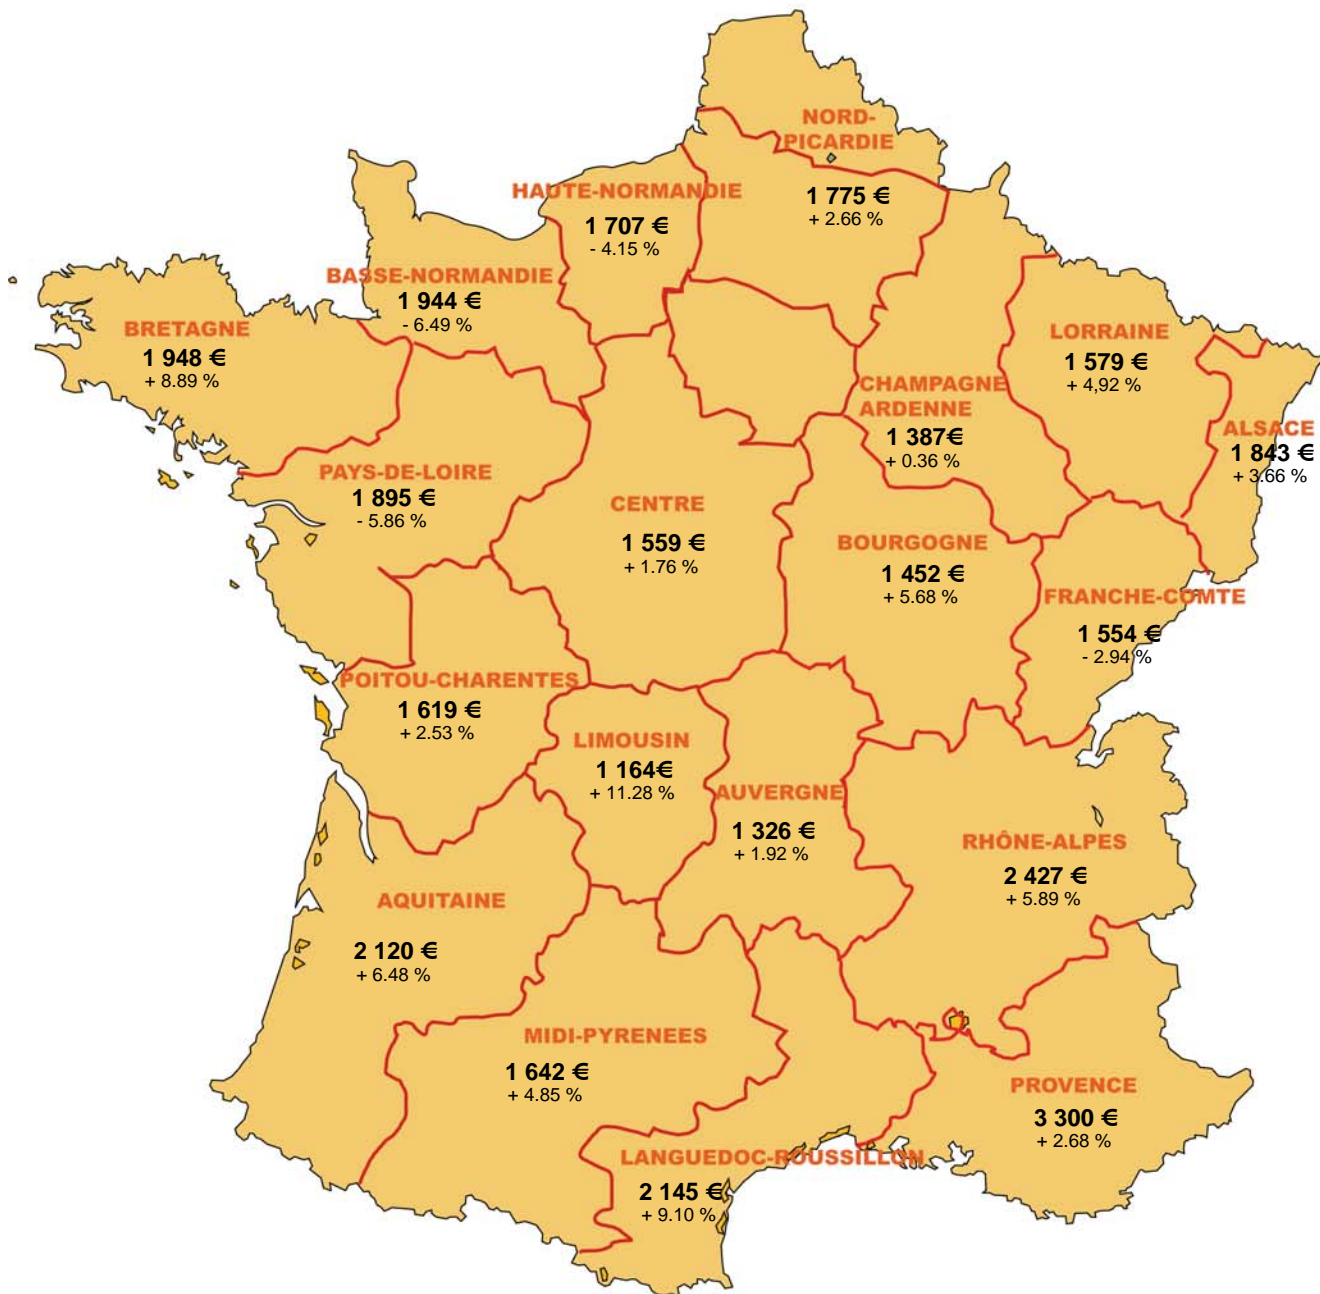 NORD-
PICARDIE
1 775 €
+ 2.66 %
HAUTE-NORMANDIE
1 707 €
- 4.15 %
BASSE-NORMANDIE
1 944 €
- 6.49 %
BRETAGNE
1 948 €
+ 8.89 %
LORRAINE
1 579 €
+ 4,92 %
CHAMPAGNE
ARDENNE
1 387€
+ 0.36 %
ALSACE
1 843 €
+ 3.66 %
PAYS-DE-LOIRE
1 895 €
- 5.86 %
CENTRE
1 559 €
+ 1.76 %
BOURGOGNE
1 452 €
+ 5.68 %
FRANCHE-COMTE
1 554 €
- 2.94 %
POITOU-CHARENTES
1 619 €
+ 2.53 %
LIMOUSIN
1 164€
+ 11.28 %
AUVERGNE
1 326 €
+ 1.92 %
RHÔNE-ALPES
2 427 €
+ 5.89 %
AQUITAINE
2 120 €
+ 6.48 %
MIDI-PYRENEES
1 642 €
+ 4.85 %
PROVENCE
3 300 €
+ 2.68 %
LANGUEDOC-ROUSSILLON
2 145 €
+ 9.10 %